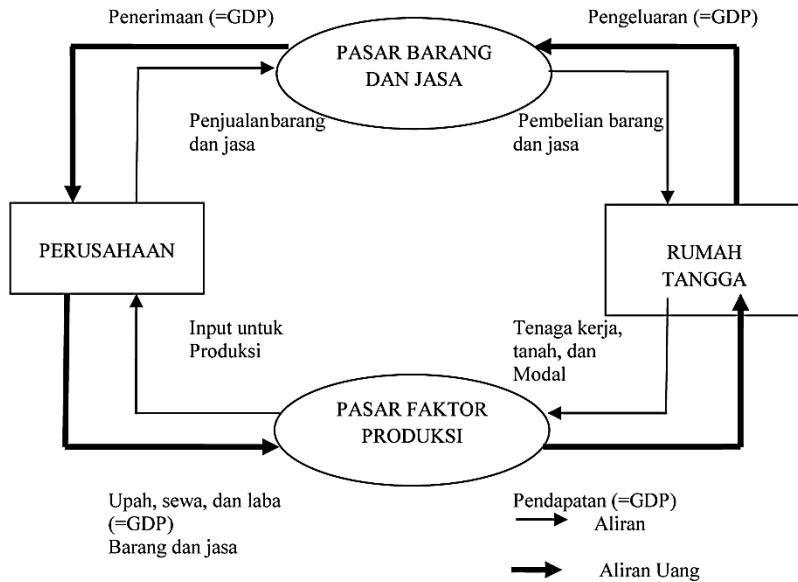 Penerimaan (=GDP)
Pengeluaran (=GDP)
PASAR BARANG
DAN JASA
Penjualanbarang
dan jasa
Pembelian barang
dan jasa
PERUSAHAAN
RUMAH
TANGGA
Input untuk
Produksi
Tenaga kerja,
tanah, dan
Modal
PASAR FAKTOR
PRODUKSI
Upah, sewa, dan laba
(=GDP)
Barang dan jasa
Pendapatan (=GDP)
Aliran
Aliran Uang